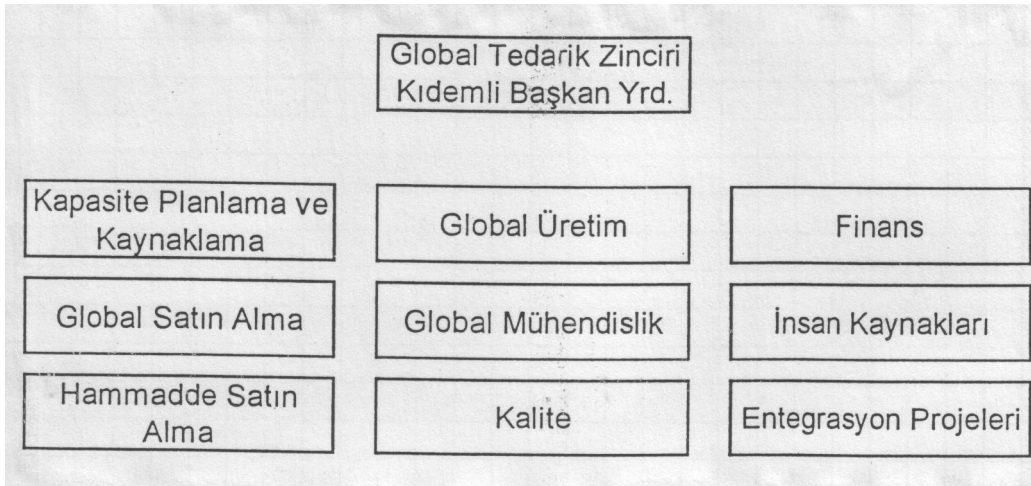 Global Tedarik Zinciri
Kıdemli Başkan Yrd.
Kapasite Planlama ve
Kaynaklama
Global Üretim
Finans
Global Satın Alma
Global Mühendislik
İnsan Kaynakları
Hammadde Satın
Alma
Kalite
Entegrasyon Projeleri